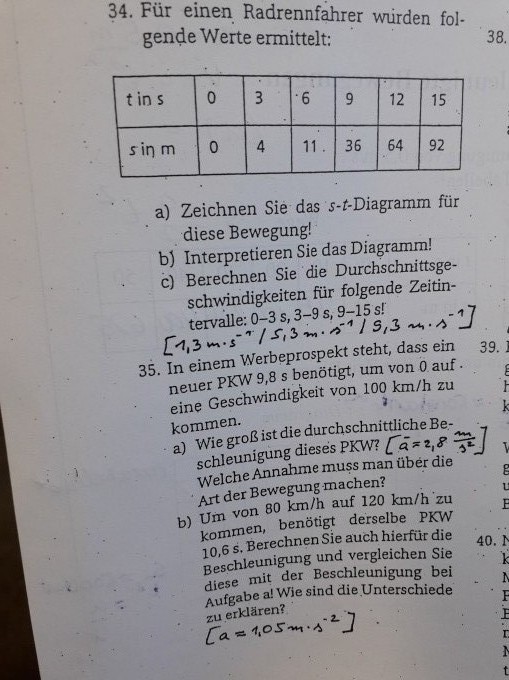 34. Für einen Radrennfahrer wurden fol-
gende Werte ermittelt:
t in s 0 3 6 9 12 15
s in m 0 4 11 36 64 92
a) Zeichnen Sie das s-t-Diagramm für
diese Bewegung!
b) Interpretieren Sie das Diagramm!
c) Berechnen Sie die Durchschnittsge-
schwindigkeiten für folgende Zeitin-
tervalle: 0–3 s, 3–9 s, 9–15 s!
[1,3 m·s⁻¹ / 5,3 m·s⁻¹ / 9,3 m·s⁻¹]
35. In einem Werbeprospekt steht, dass ein
neuer PKW 9,8 s benötigt, um von 0 auf
eine Geschwindigkeit von 100 km/h zu
kommen.
a) Wie groß ist die durchschnittliche Be-
schleunigung dieses PKW? [ā=2,8 m/s²]
Welche Annahme muss man über die
Art der Bewegung machen?
b) Um von 80 km/h auf 120 km/h zu
kommen, benötigt derselbe PKW
10,6 s. Berechnen Sie auch hierfür die
Beschleunigung und vergleichen Sie
diese mit der Beschleunigung bei
Aufgabe a! Wie sind die Unterschiede
zu erklären?
[a=1,05 m·s⁻²]
38.
39.
40.